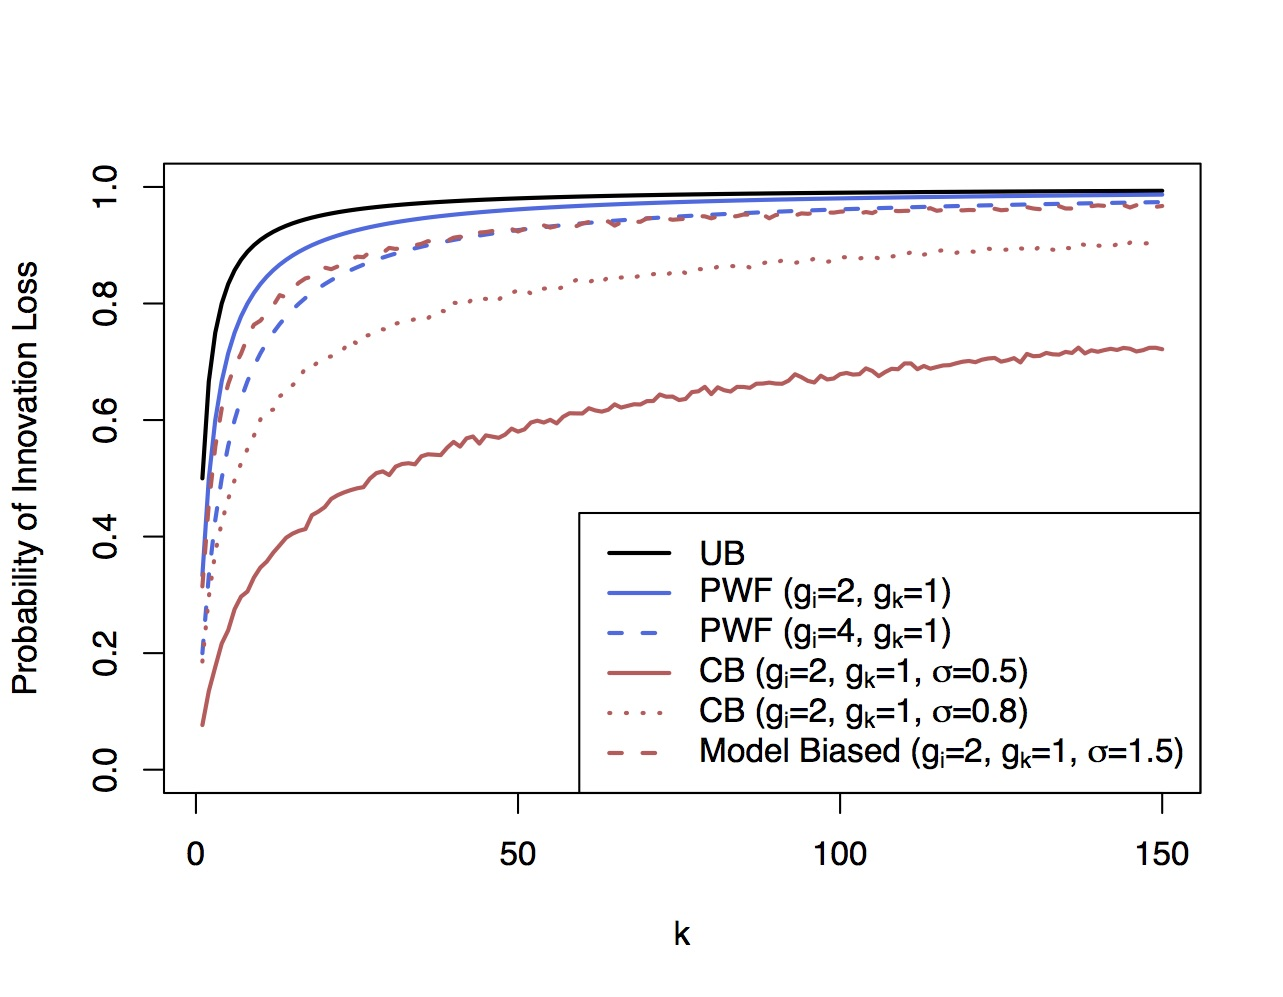 Probability of Innovation Loss
1.0
0.8
0.6
0.4
0.2
0.0
UB
PWF (gᵢ=2, gₖ=1)
PWF (gᵢ=4, gₖ=1)
CB (gᵢ=2, gₖ=1, σ=0.5)
CB (gᵢ=2, gₖ=1, σ=0.8)
Model Biased (gᵢ=2, gₖ=1, σ=1.5)
0 50 100 150
k